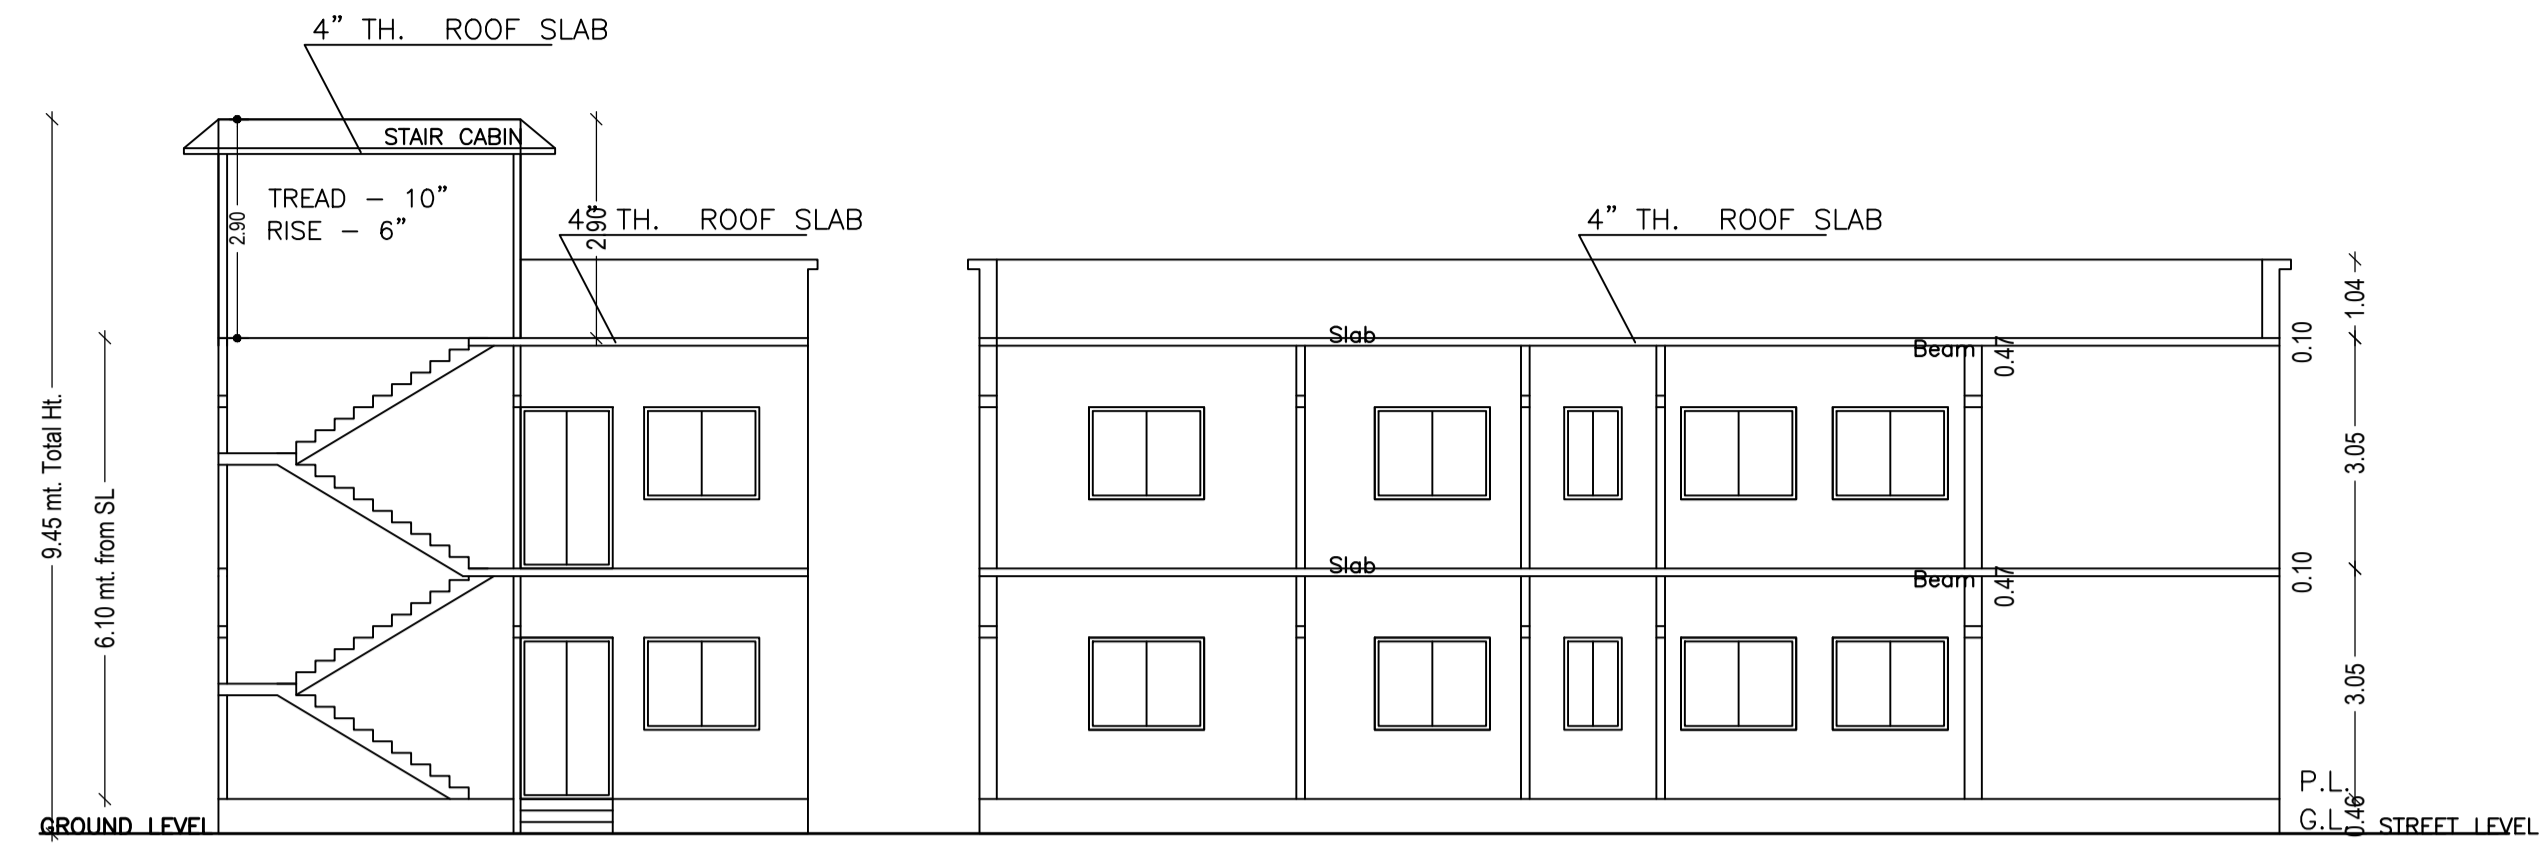 4” TH. ROOF SLAB
STAIR CABIN
TREAD – 10”
RISE – 6”
2.90
2.90
4” TH. ROOF SLAB
4” TH. ROOF SLAB
1.04
Slab
0.10
Beam
0.47
9.45 mt. Total Ht.
3.05
6.10 mt. from SL
Slab
0.10
Beam
0.47
3.05
P.L.
G.L.
0.46
GROUND LEVEL
STREET LEVEL